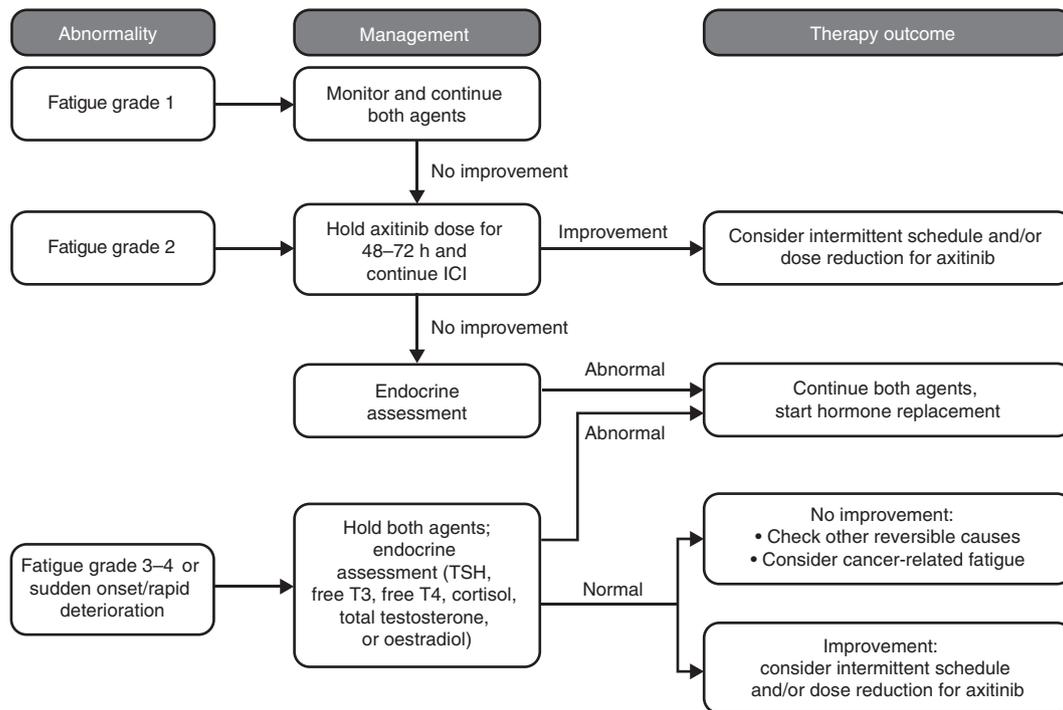 Abnormality
Management
Therapy outcome
Fatigue grade 1
Monitor and continue
both agents
No improvement
Fatigue grade 2
Hold axitinib dose for
48–72 h and
continue ICI
Improvement
Consider intermittent schedule and/or
dose reduction for axitinib
No improvement
Endocrine
assessment
Abnormal
Continue both agents,
start hormone replacement
Abnormal
Fatigue grade 3–4 or
sudden onset/rapid
deterioration
Hold both agents;
endocrine
assessment (TSH,
free T3, free T4, cortisol,
total testosterone,
or oestradiol)
Normal
No improvement:
• Check other reversible causes
• Consider cancer-related fatigue
Improvement:
consider intermittent schedule
and/or dose reduction for axitinib